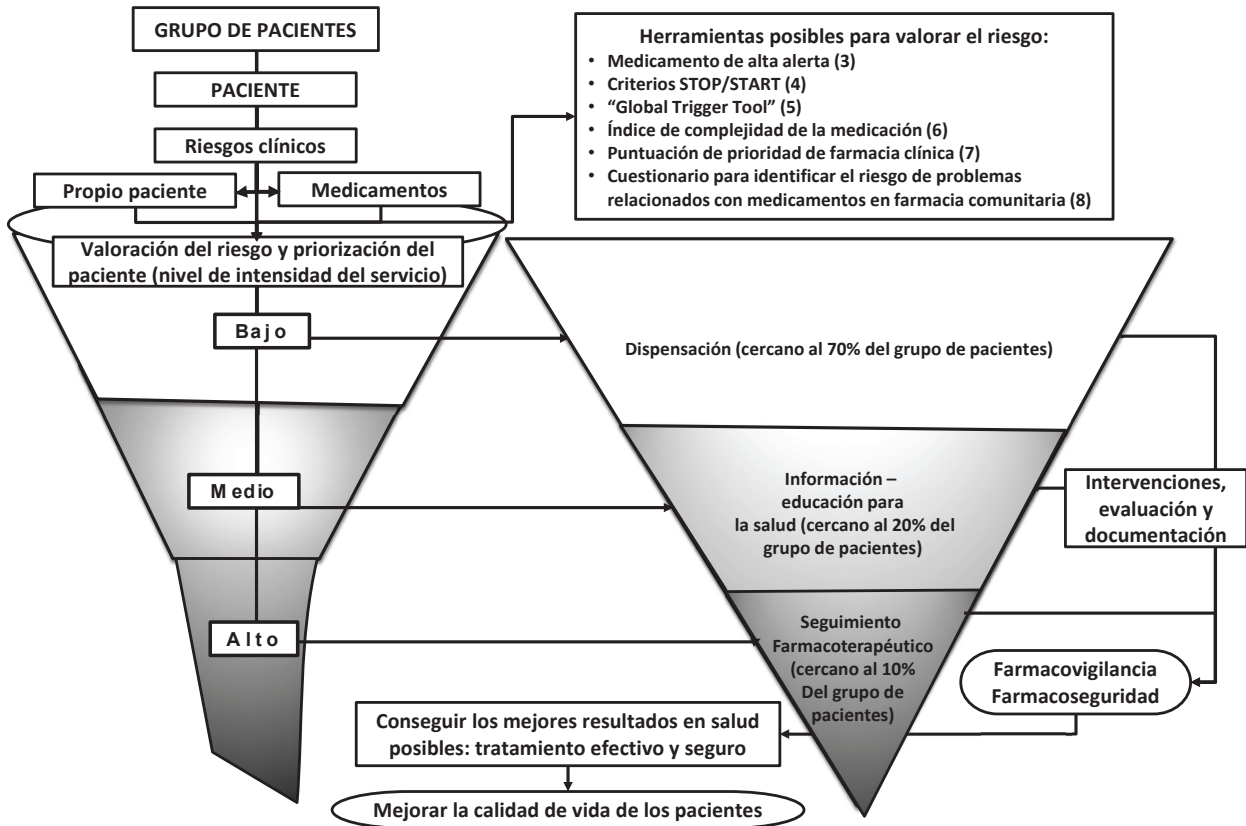 GRUPO DE PACIENTES
PACIENTE
Riesgos clínicos
Propio paciente
Medicamentos
Herramientas posibles para valorar el riesgo:
• Medicamento de alta alerta (3)
• Criterios STOP/START (4)
• “Global Trigger Tool” (5)
• Índice de complejidad de la medicación (6)
• Puntuación de prioridad de farmacia clínica (7)
• Cuestionario para identificar el riesgo de problemas
relacionados con medicamentos en farmacia comunitaria (8)
Valoración del riesgo y priorización del
paciente (nivel de intensidad del servicio)
Bajo
Medio
Alto
Dispensación (cercano al 70% del grupo de pacientes)
Información –
educación para
la salud (cercano al 20% del
grupo de pacientes)
Seguimiento
Farmacoterapéutico
(cercano al 10%
Del grupo de
pacientes)
Intervenciones,
evaluación y
documentación
Farmacovigilancia
Farmacoseguridad
Conseguir los mejores resultados en salud
posibles: tratamiento efectivo y seguro
Mejorar la calidad de vida de los pacientes